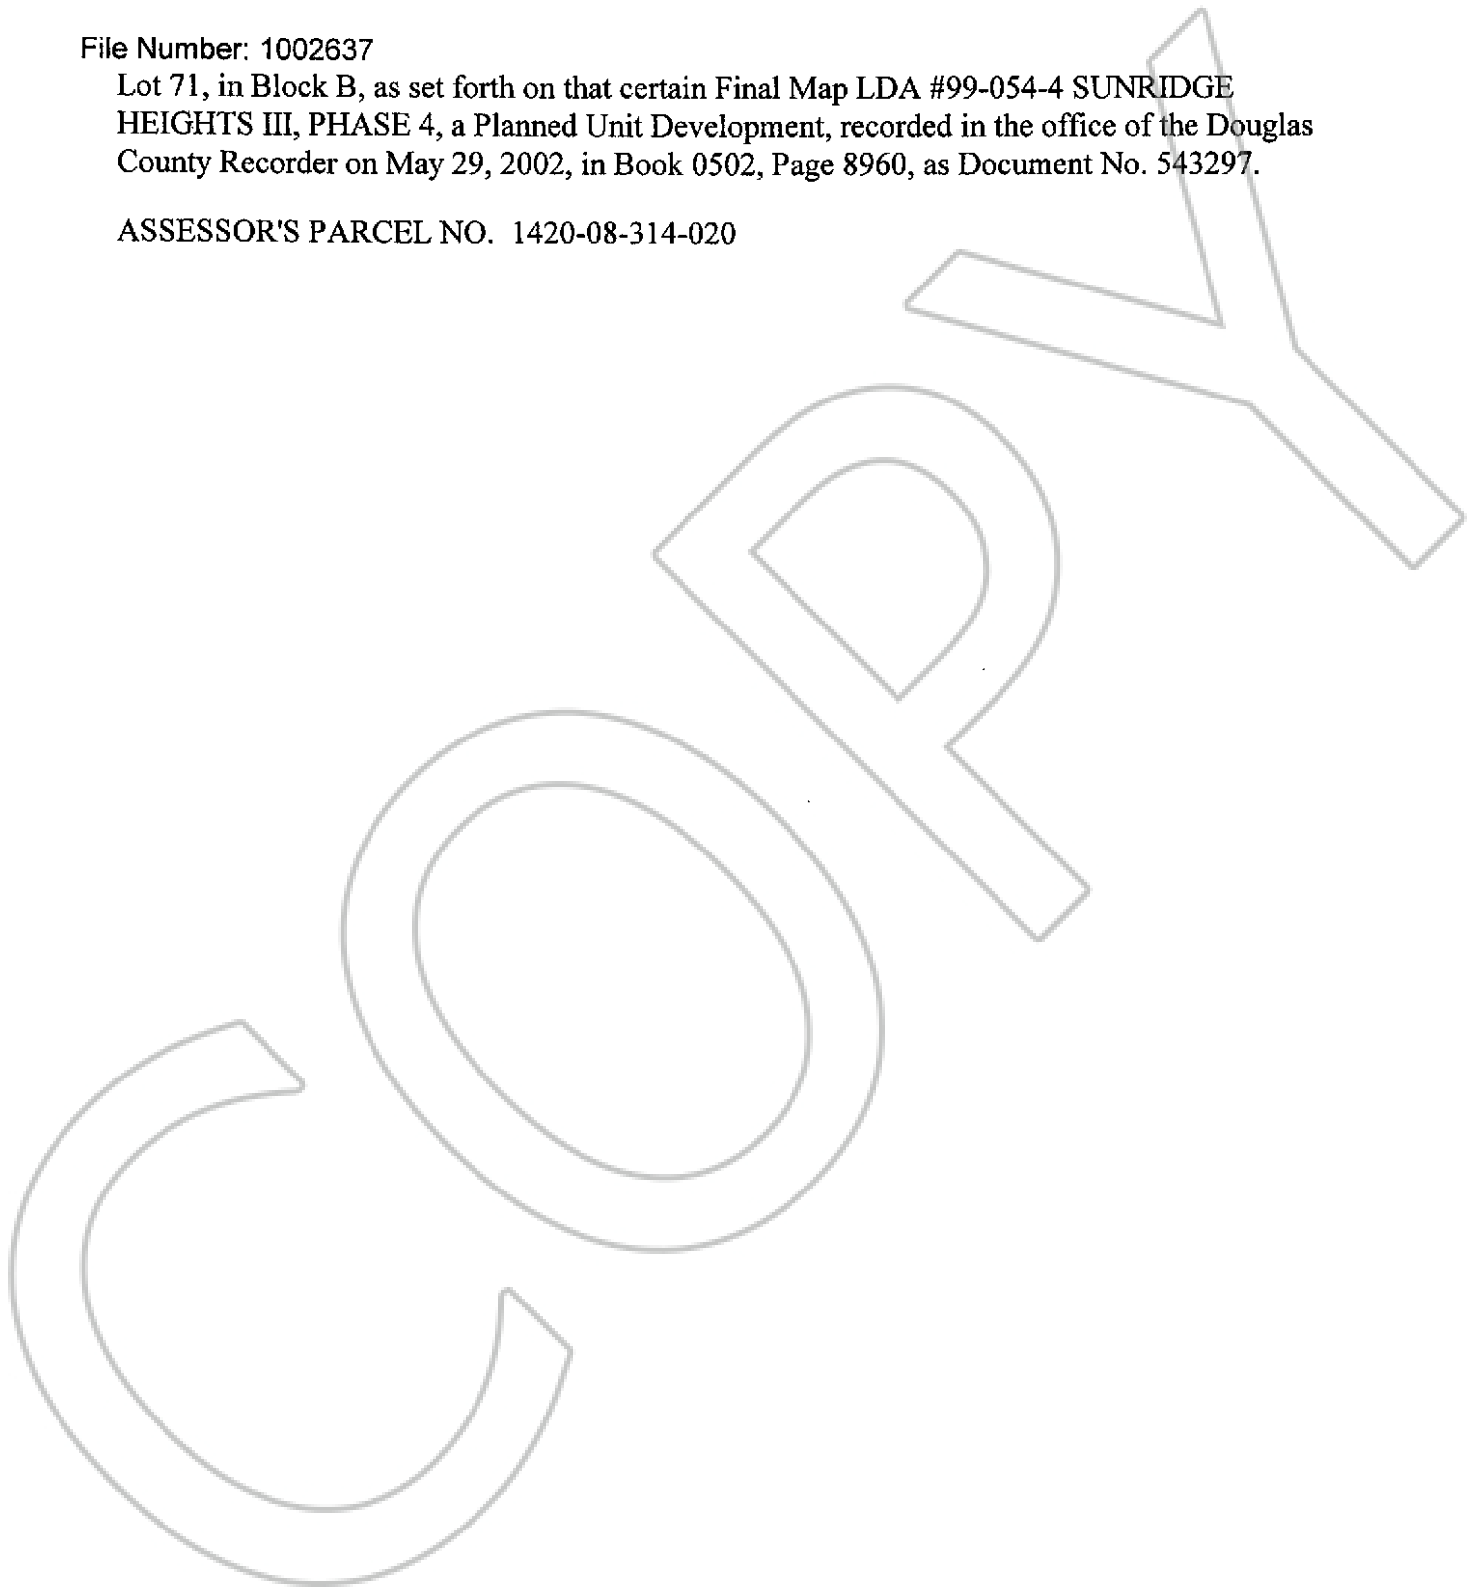 File Number: 1002637
Lot 71, in Block B, as set forth on that certain Final Map LDA #99-054-4 SUNRIDGE
HEIGHTS III, PHASE 4, a Planned Unit Development, recorded in the office of the Douglas
County Recorder on May 29, 2002, in Book 0502, Page 8960, as Document No. 543297.
ASSESSOR'S PARCEL NO. 1420-08-314-020
COPY